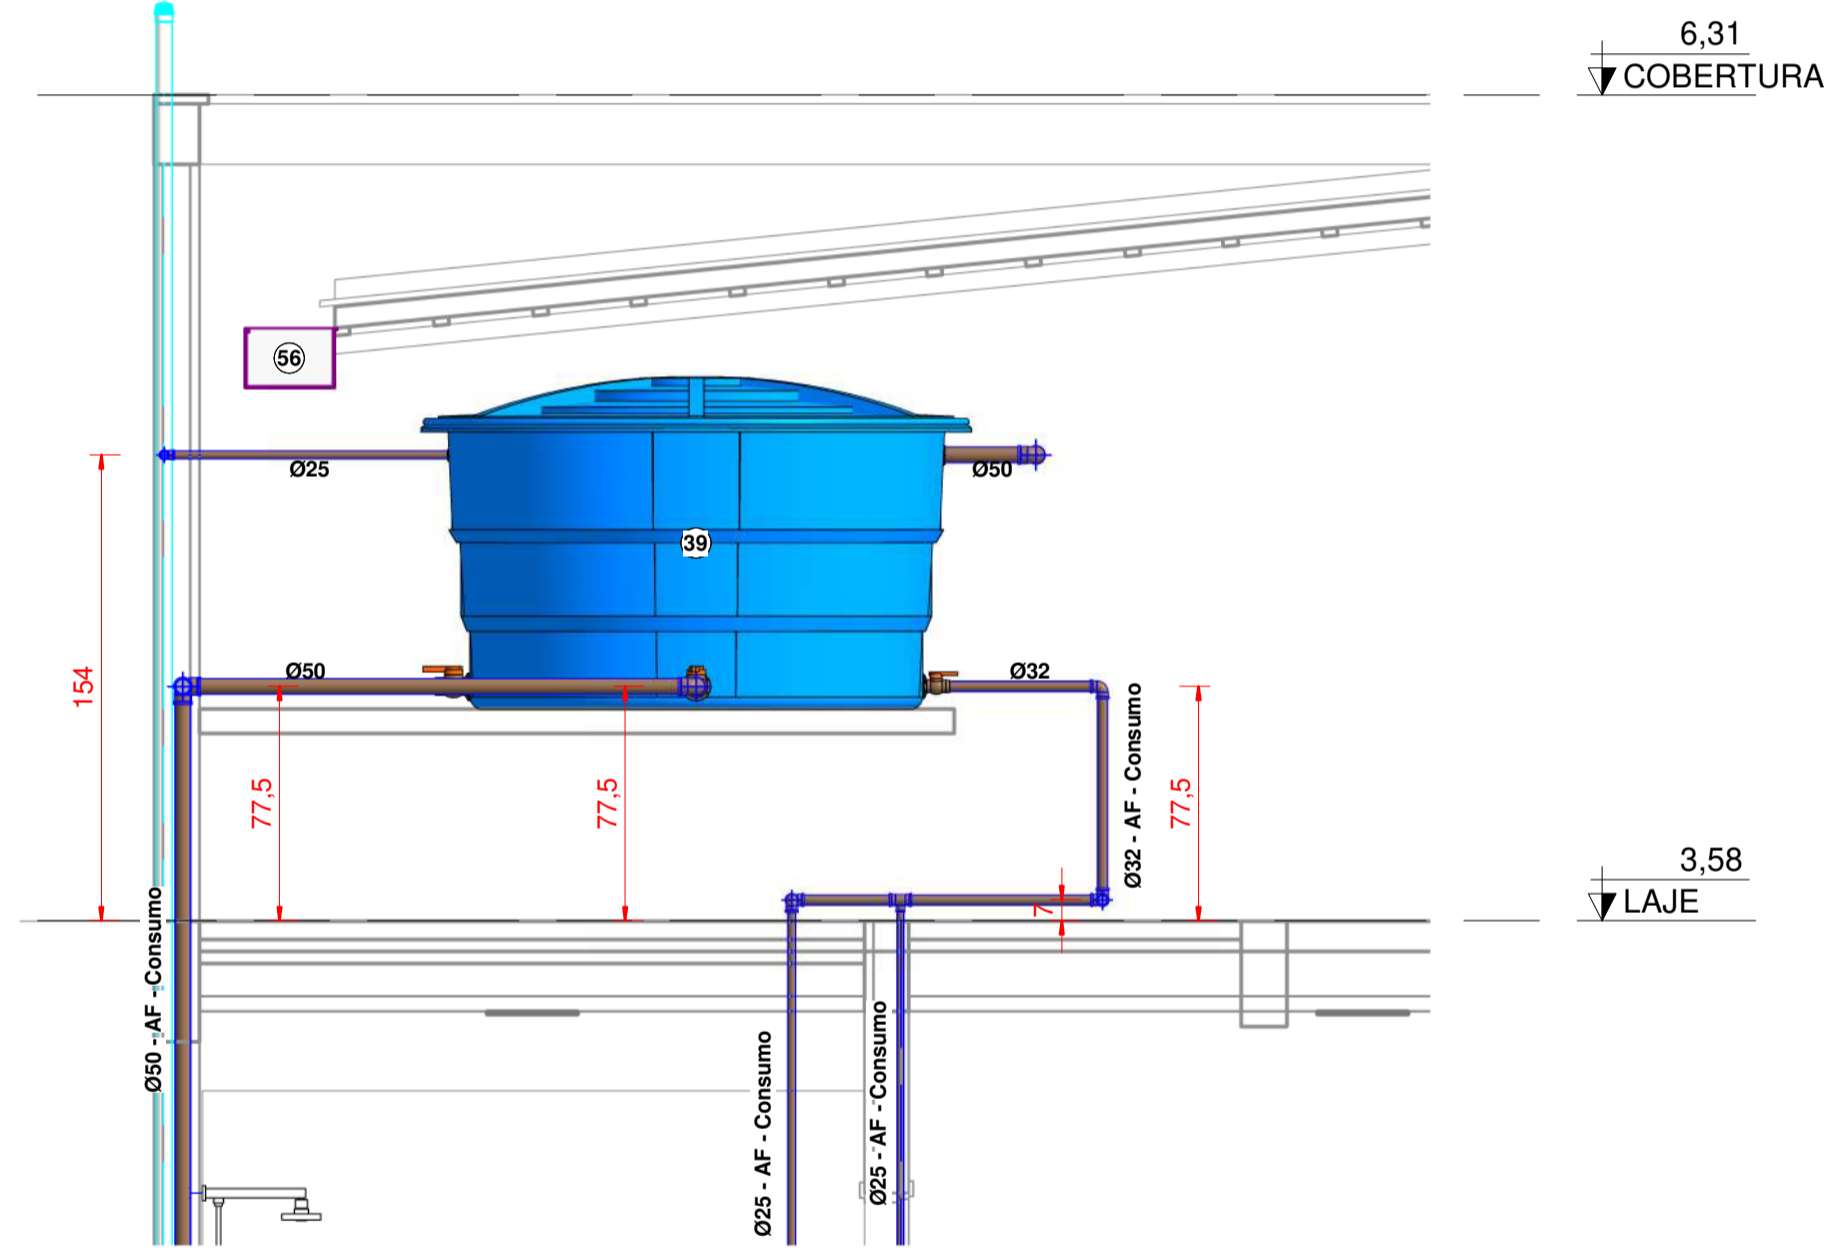 6,31
COBERTURA
56
Ø25
Ø50
39
154
Ø50
Ø32
77,5
77,5
Ø32 - AF - Consumo
77,5
3,58
LAJE
7
Ø50 - AF - Consumo
Ø25 - AF - Consumo
Ø25 - AF - Consumo